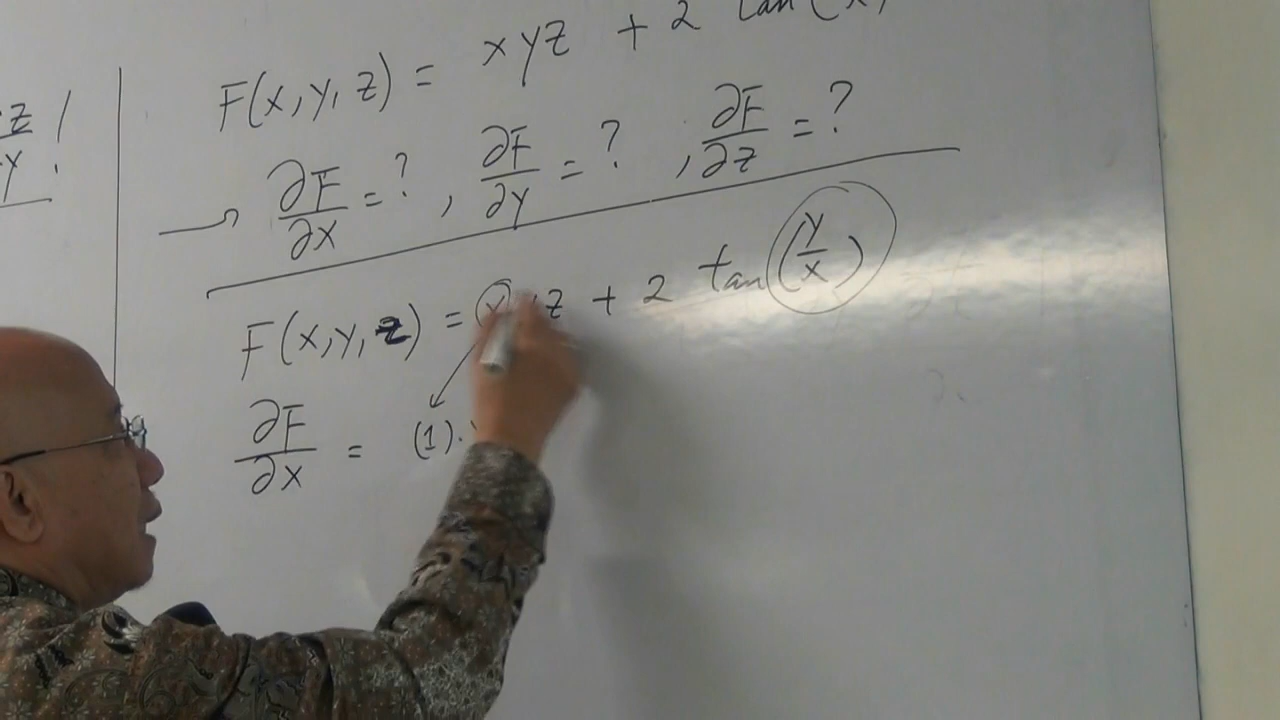 z
y !
F(x, y, z) = xyz + 2 tan(
∂F/∂x = ? , ∂F/∂y = ? , ∂F/∂z = ?
F(x, y, z) = x z + 2 tan(y/x)
∂F/∂x = (1).